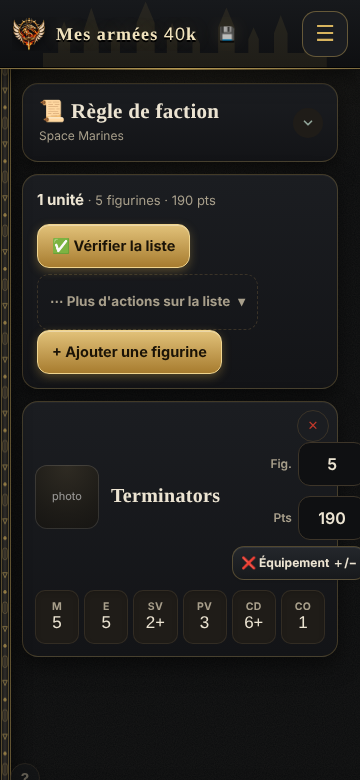 Mes armées 40k 💾 ☰
📜 Règle de faction
Space Marines
1 unité · 5 figurines · 190 pts
✅ Vérifier la liste
··· Plus d'actions sur la liste ▾
+ Ajouter une figurine
×
Fig. 5
photo Terminators
Pts 190
❌ Équipement +/−
M E SV PV CD CO
5 5 2+ 3 6+ 1
?